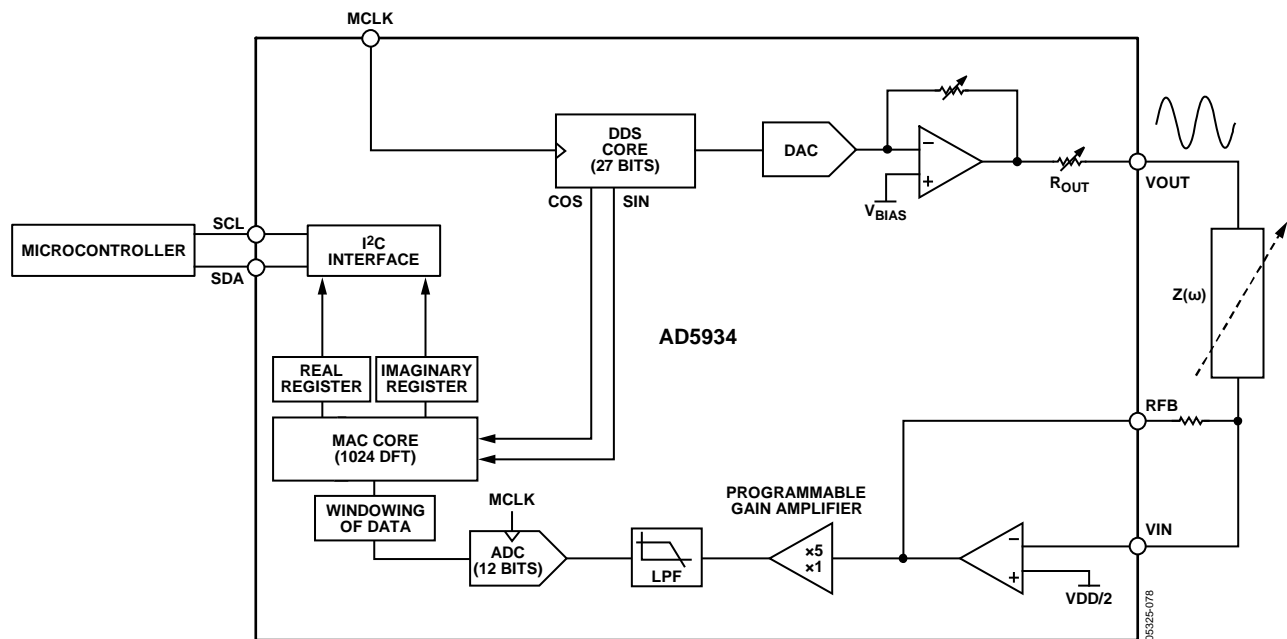 MCLK
DDS
CORE
(27 BITS)
DAC
−
+
V_BIAS
R_OUT
VOUT
COS
SIN
SCL
SDA
MICROCONTROLLER
I²C
INTERFACE
Z(ω)
AD5934
REAL
REGISTER
IMAGINARY
REGISTER
RFB
MAC CORE
(1024 DFT)
WINDOWING
OF DATA
MCLK
ADC
(12 BITS)
LPF
PROGRAMMABLE
GAIN AMPLIFIER
×5
×1
−
+
VIN
VDD/2
05325-078